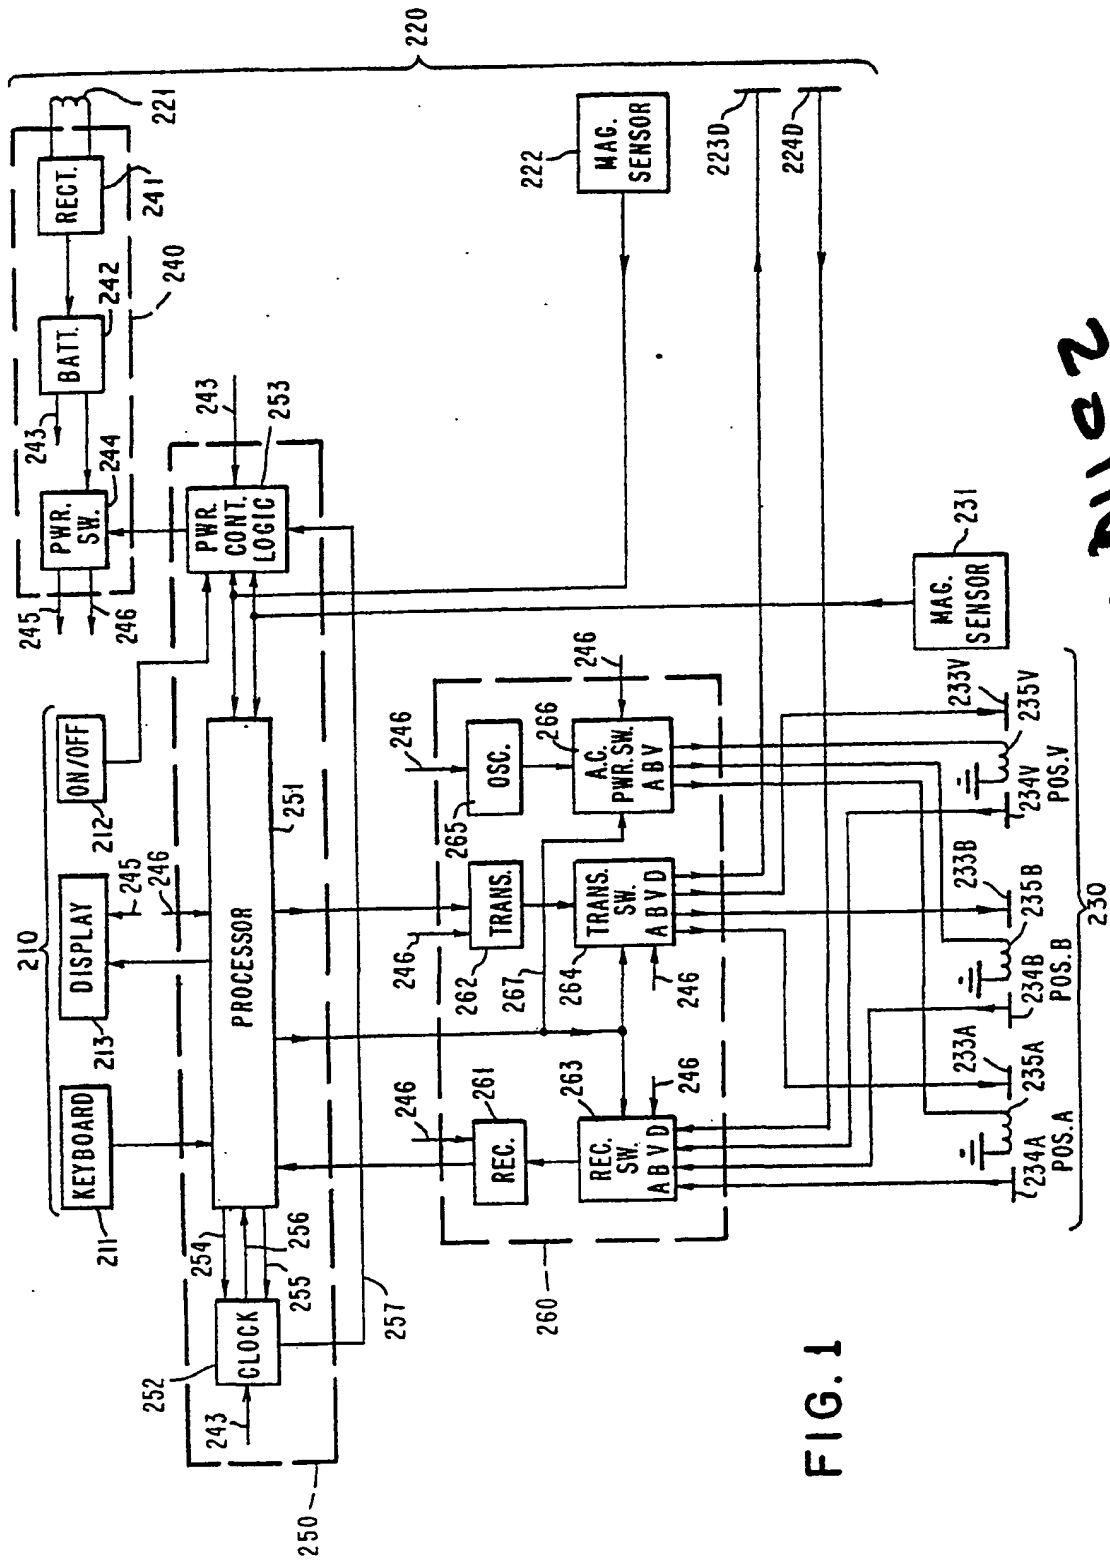 210
211
KEYBOARD
213
DISPLAY
212
ON/OFF
245
246
245
246
PWR.
SW.
244
243
BATT.
242
RECT.
241
240
221
220
250
243
252
CLOCK
254
256
255
257
PROCESSOR
251
PWR.
CONT.
LOGIC
253
243
260
246
REC.
261
246
262
TRANS.
246
265
OSC.
267
REC.
SW.
A B V D
263
246
264
TRANS.
SW.
A B V D
246
266
A.C.
PWR.SW.
A B V
246
222
MAG.
SENSOR
223D
224D
231
MAG.
SENSOR
233A
233B
233V
234A
235A
234B
235B
234V
235V
POS.A
POS.B
POS.V
230
FIG. 1